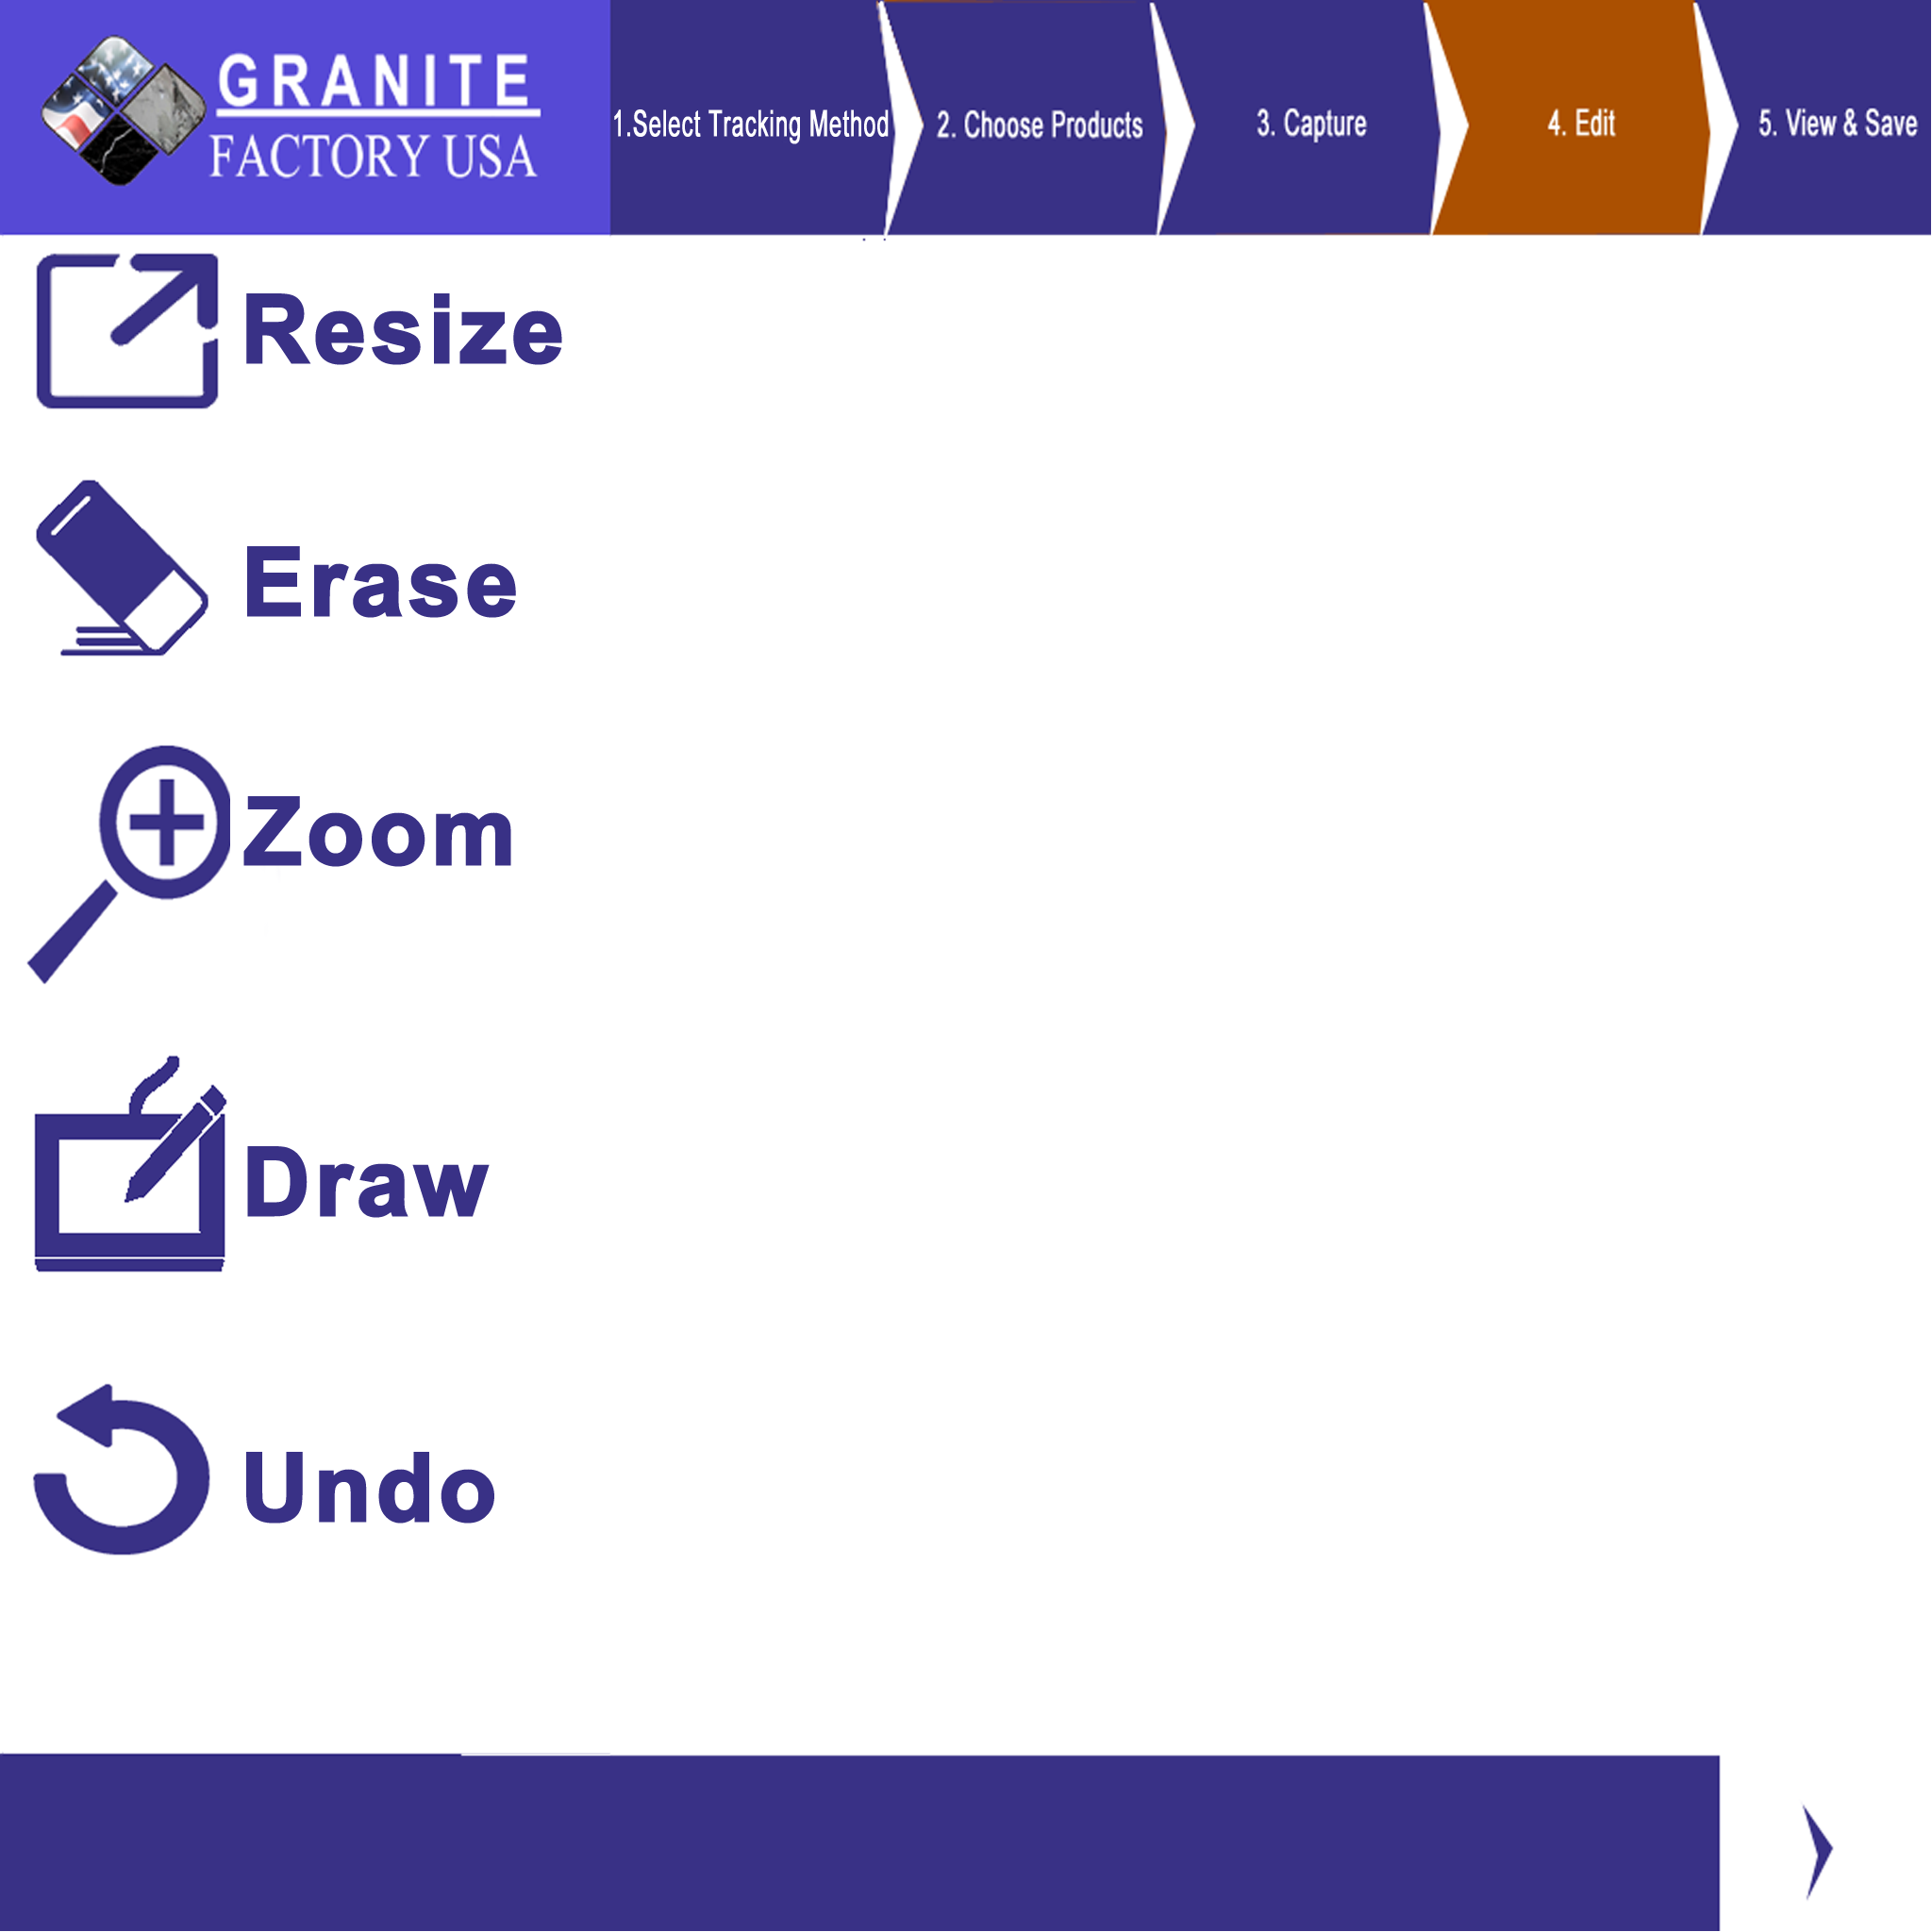 GRANITE
FACTORY USA
1.Select Tracking Method
2. Choose Products
3. Capture
4. Edit
5. View & Save
Resize
Erase
Zoom
Draw
Undo